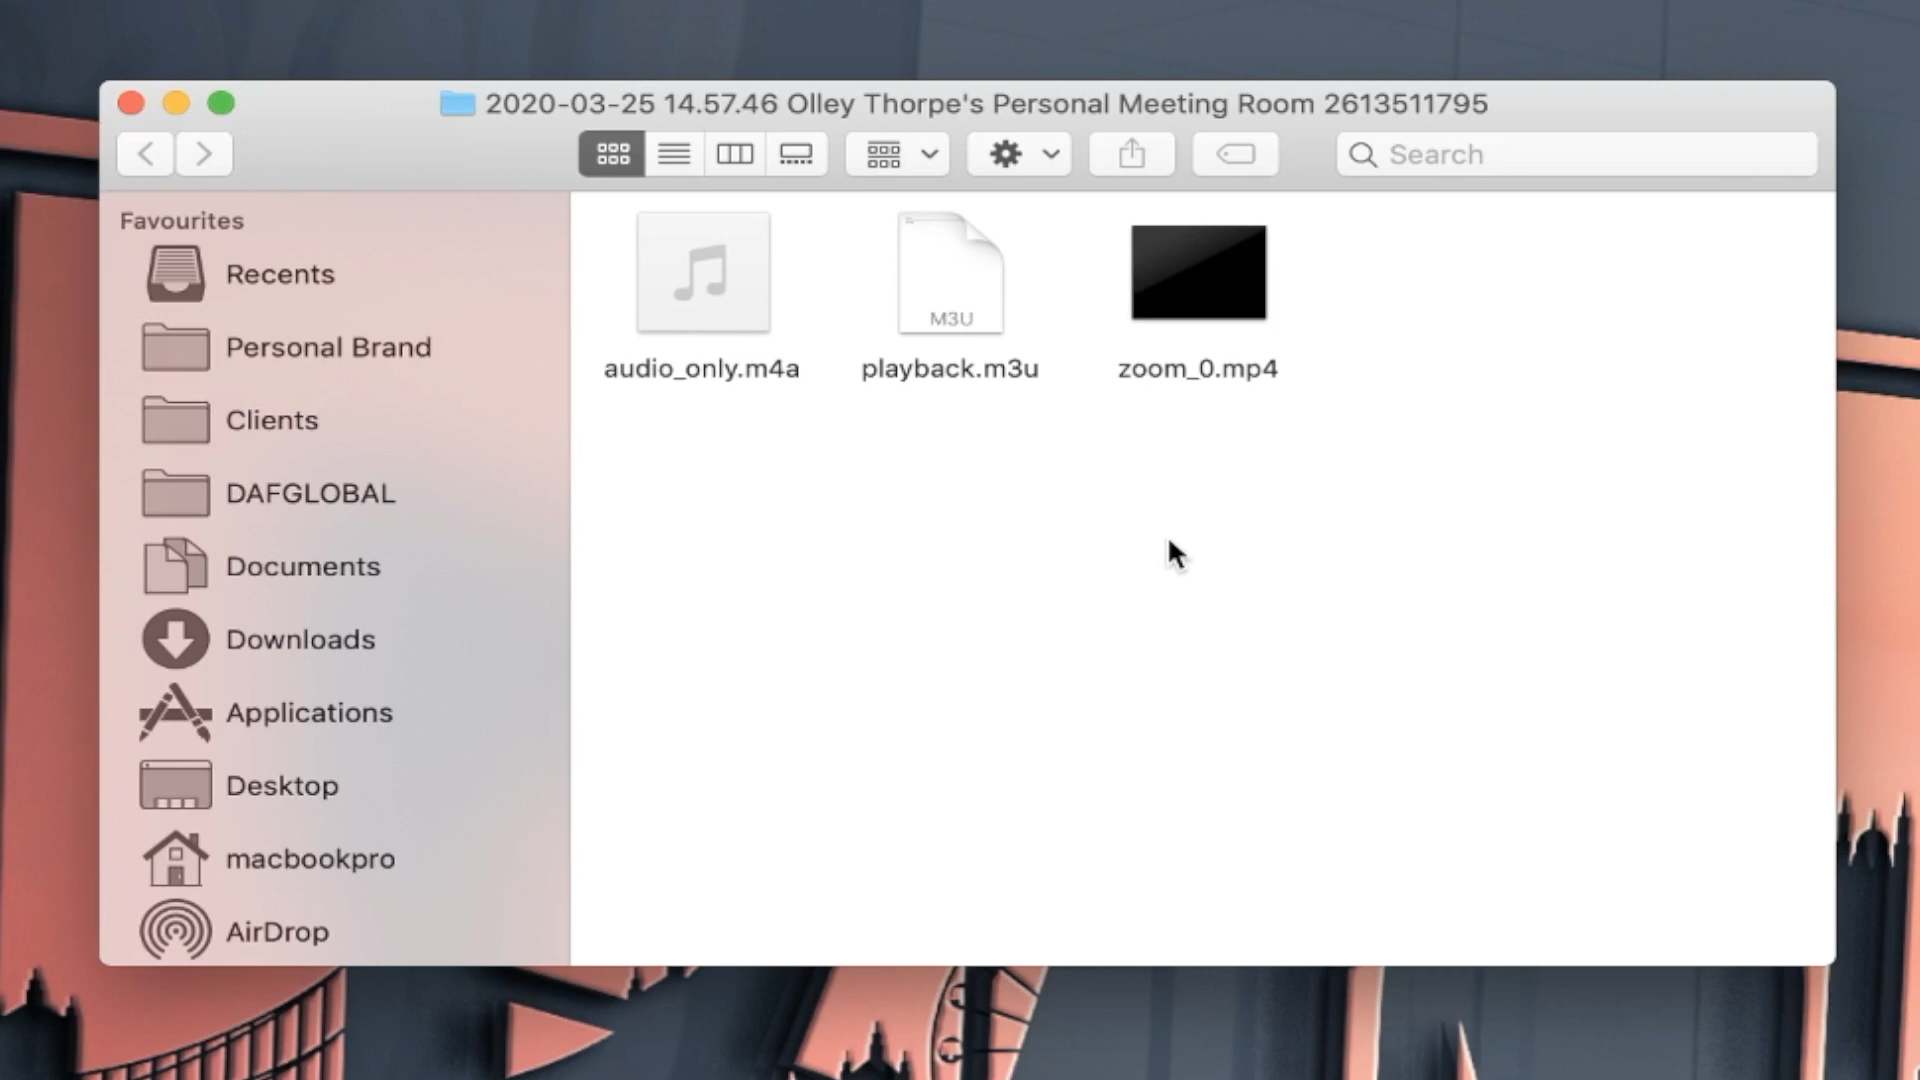 2020-03-25 14.57.46 Olley Thorpe's Personal Meeting Room 2613511795
Search
Favourites
Recents
Personal Brand
Clients
DAFGLOBAL
Documents
Downloads
Applications
Desktop
macbookpro
AirDrop
M3U
audio_only.m4a
playback.m3u
zoom_0.mp4